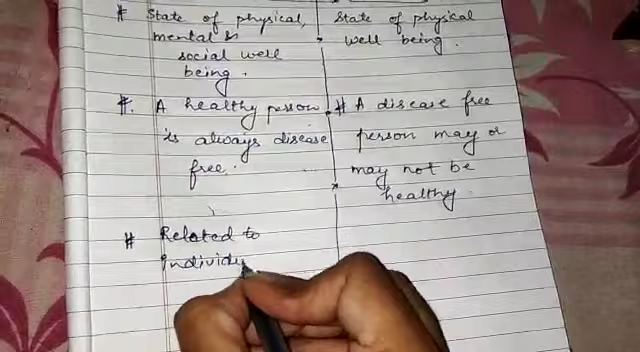 # State of physical,
mental &
social well
being.
State of physical
well being.
#. A healthy person
is always disease
free.
# A disease free
person may or
may not be
healthy.
# Related to
individu